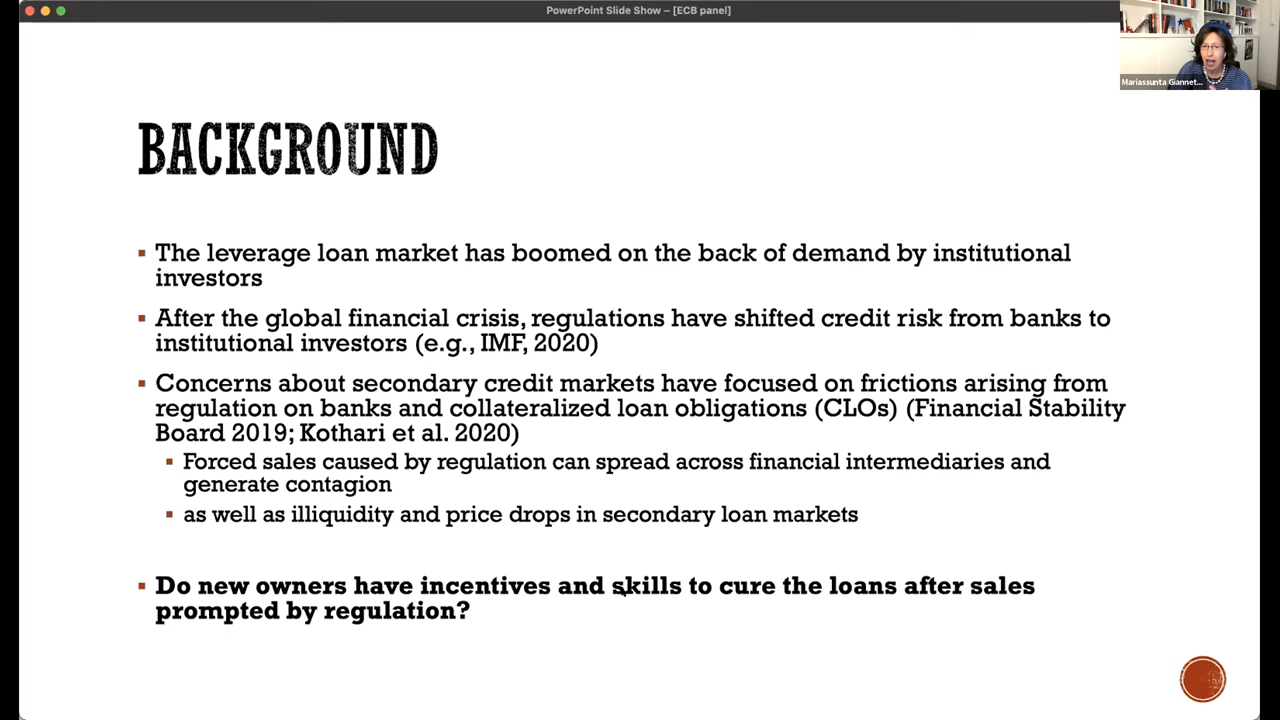 PowerPoint Slide Show – [ECB panel]
Mariassunta Giannet...
BACKGROUND
▪ The leverage loan market has boomed on the back of demand by institutional
investors
▪ After the global financial crisis, regulations have shifted credit risk from banks to
institutional investors (e.g., IMF, 2020)
▪ Concerns about secondary credit markets have focused on frictions arising from
regulation on banks and collateralized loan obligations (CLOs) (Financial Stability
Board 2019; Kothari et al. 2020)
▪ Forced sales caused by regulation can spread across financial intermediaries and
generate contagion
▪ as well as illiquidity and price drops in secondary loan markets
▪ Do new owners have incentives and skills to cure the loans after sales
prompted by regulation?